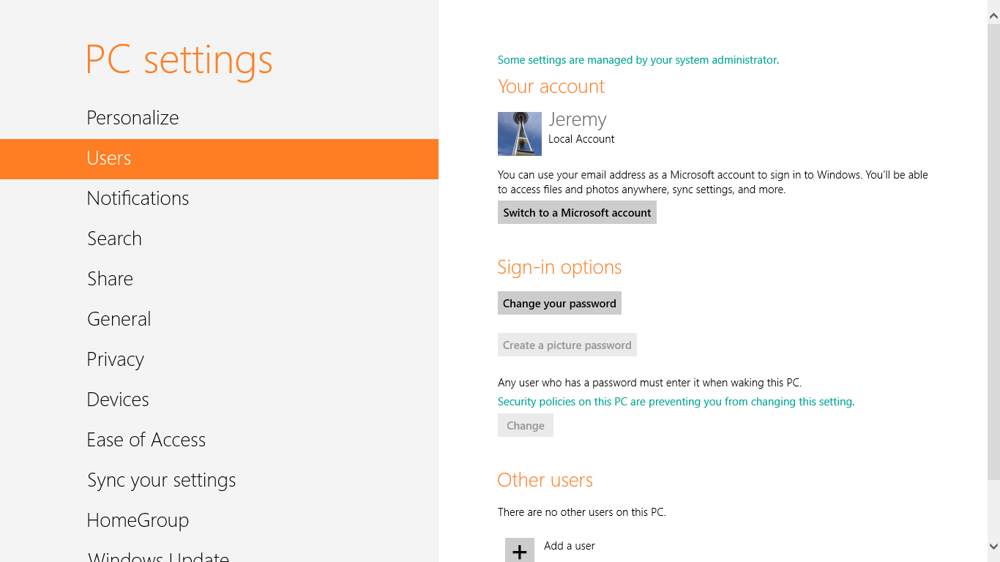 PC settings
Personalize
Users
Notifications
Search
Share
General
Privacy
Devices
Ease of Access
Sync your settings
HomeGroup
Windows Update
Some settings are managed by your system administrator.
Your account
Jeremy
Local Account
You can use your email address as a Microsoft account to sign in to Windows. You’ll be able
to access files and photos anywhere, sync settings, and more.
Switch to a Microsoft account
Sign-in options
Change your password
Create a picture password
Any user who has a password must enter it when waking this PC.
Security policies on this PC are preventing you from changing this setting.
Change
Other users
There are no other users on this PC.
Add a user